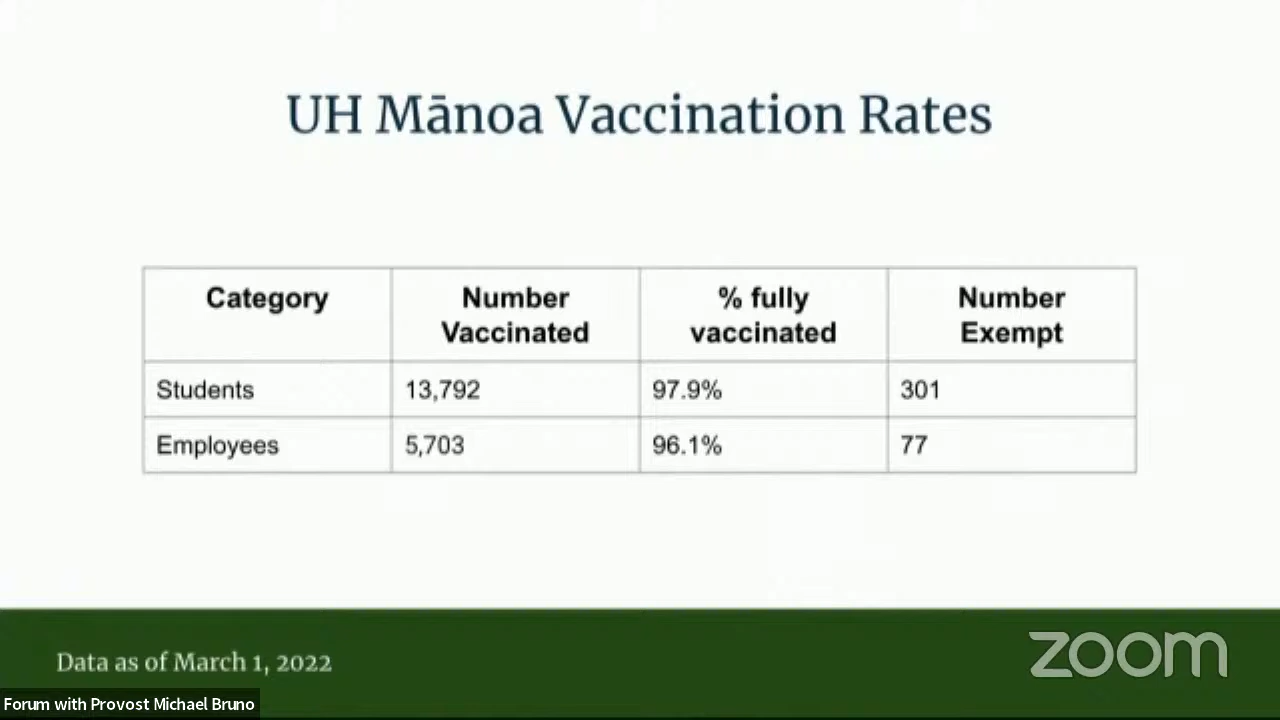 UH Mānoa Vaccination Rates
Category
Number
Vaccinated
% fully
vaccinated
Number
Exempt
Students
13,792
97.9%
301
Employees
5,703
96.1%
77
Data as of March 1, 2022
zoom
Forum with Provost Michael Bruno